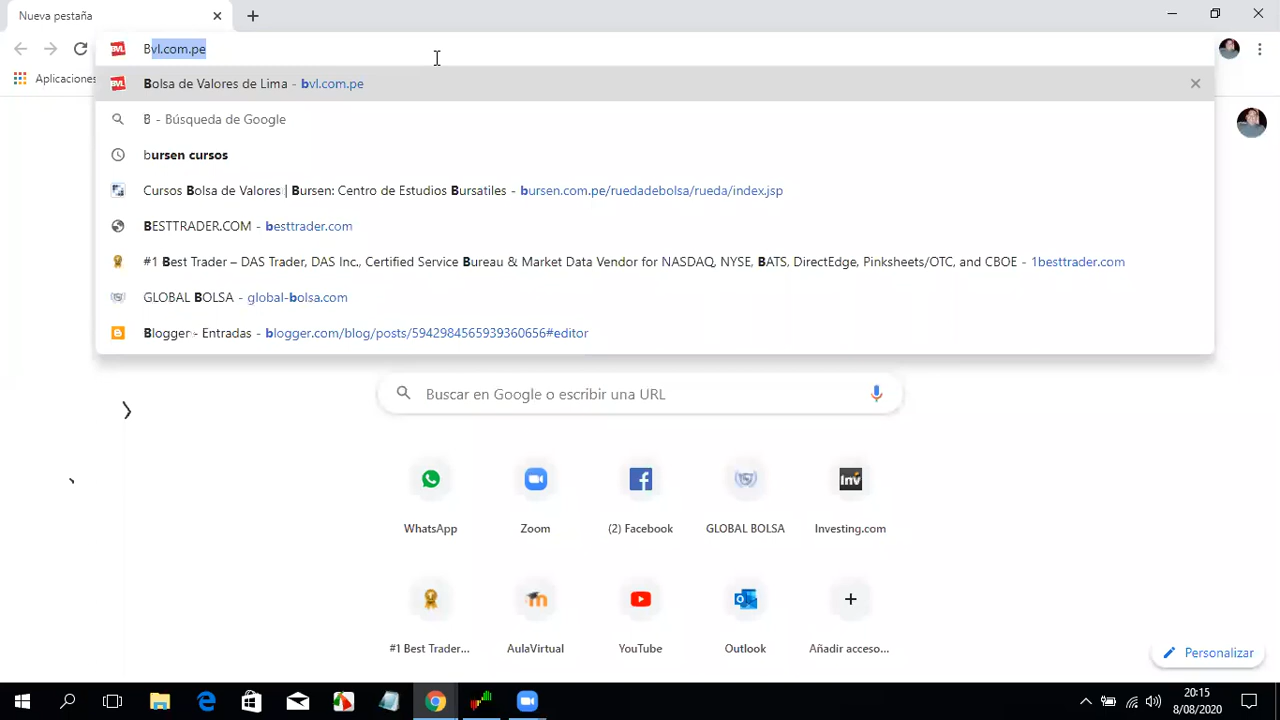 Nueva pestaña
Bvl.com.pe
Aplicaciones
Bolsa de Valores de Lima - bvl.com.pe
B - Búsqueda de Google
bursen cursos
Cursos Bolsa de Valores | Bursen: Centro de Estudios Bursatiles - bursen.com.pe/ruedadebolsa/rueda/index.jsp
BESTTRADER.COM - besttrader.com
#1 Best Trader – DAS Trader, DAS Inc., Certified Service Bureau & Market Data Vendor for NASDAQ, NYSE, BATS, DirectEdge, Pinksheets/OTC, and CBOE - 1besttrader.com
GLOBAL BOLSA - global-bolsa.com
Blogger - Entradas - blogger.com/blog/posts/5942984565939360656#editor
Buscar en Google o escribir una URL
Inv
WhatsApp Zoom (2) Facebook GLOBAL BOLSA Investing.com
#1 Best Trader... AulaVirtual YouTube Outlook Añadir acceso...
Personalizar
20:15
8/08/2020